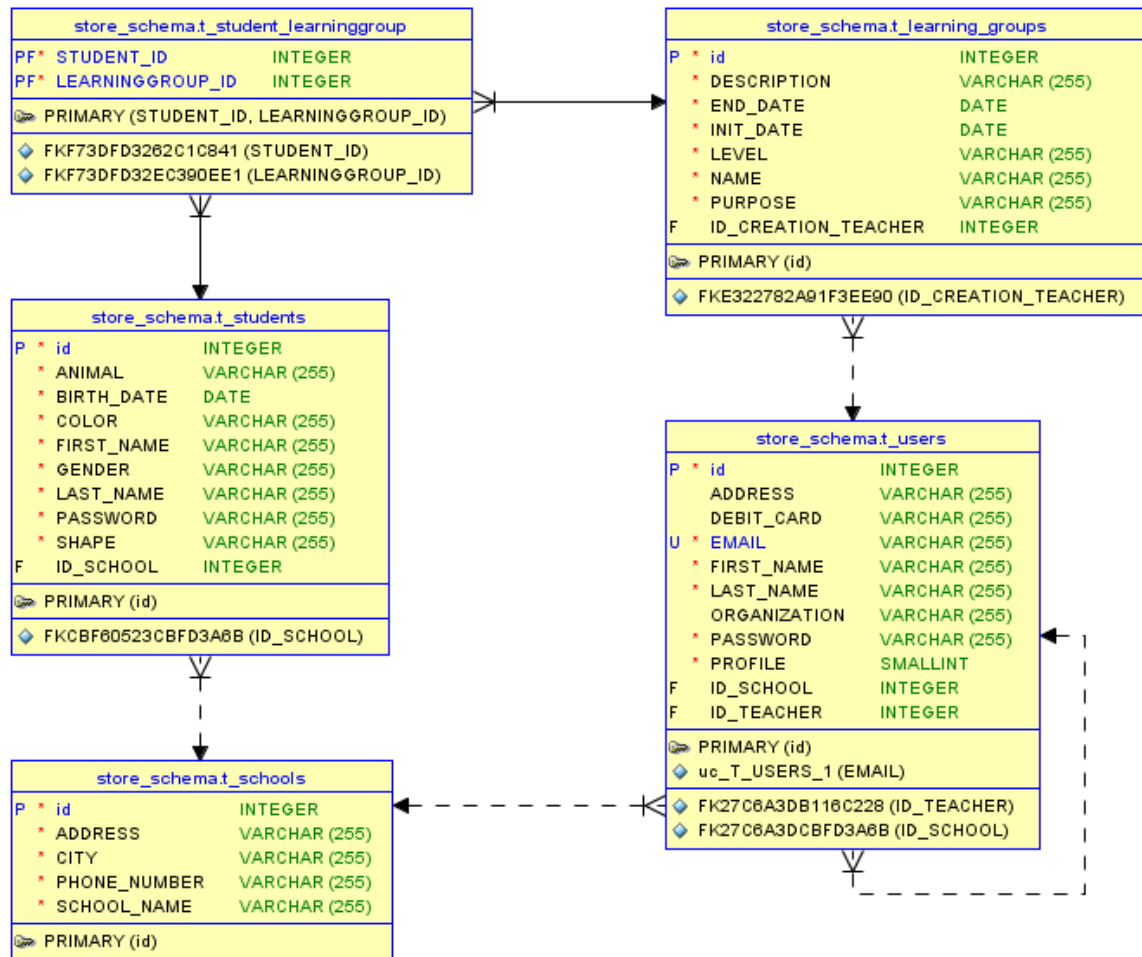 store_schema.t_student_learninggroup
PF* STUDENT_ID INTEGER
PF* LEARNINGGROUP_ID INTEGER
PRIMARY (STUDENT_ID, LEARNINGGROUP_ID)
FKF73DFD3262C1C841 (STUDENT_ID)
FKF73DFD32EC390EE1 (LEARNINGGROUP_ID)
store_schema.t_learning_groups
P * id INTEGER
* DESCRIPTION VARCHAR (255)
* END_DATE DATE
* INIT_DATE DATE
* LEVEL VARCHAR (255)
* NAME VARCHAR (255)
* PURPOSE VARCHAR (255)
F ID_CREATION_TEACHER INTEGER
PRIMARY (id)
FKE322782A91F3EE90 (ID_CREATION_TEACHER)
store_schema.t_students
P * id INTEGER
* ANIMAL VARCHAR (255)
* BIRTH_DATE DATE
* COLOR VARCHAR (255)
* FIRST_NAME VARCHAR (255)
* GENDER VARCHAR (255)
* LAST_NAME VARCHAR (255)
* PASSWORD VARCHAR (255)
* SHAPE VARCHAR (255)
F ID_SCHOOL INTEGER
PRIMARY (id)
FKCBF60523CBFD3A6B (ID_SCHOOL)
store_schema.t_users
P * id INTEGER
ADDRESS VARCHAR (255)
DEBIT_CARD VARCHAR (255)
U * EMAIL VARCHAR (255)
* FIRST_NAME VARCHAR (255)
* LAST_NAME VARCHAR (255)
ORGANIZATION VARCHAR (255)
* PASSWORD VARCHAR (255)
* PROFILE SMALLINT
F ID_SCHOOL INTEGER
F ID_TEACHER INTEGER
PRIMARY (id)
uc_T_USERS_1 (EMAIL)
FK27C6A3DB116C228 (ID_TEACHER)
FK27C6A3DCBFD3A6B (ID_SCHOOL)
store_schema.t_schools
P * id INTEGER
* ADDRESS VARCHAR (255)
* CITY VARCHAR (255)
* PHONE_NUMBER VARCHAR (255)
* SCHOOL_NAME VARCHAR (255)
PRIMARY (id)